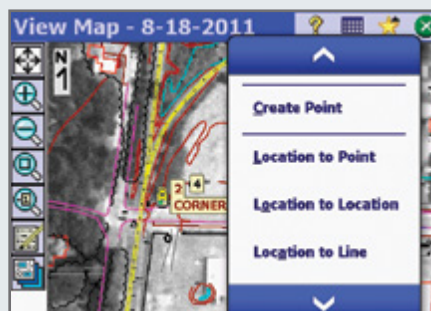 View Map - 8-18-2011
N
1
Create Point
Location to Point
2 4
CORNER
Location to Location
Location to Line